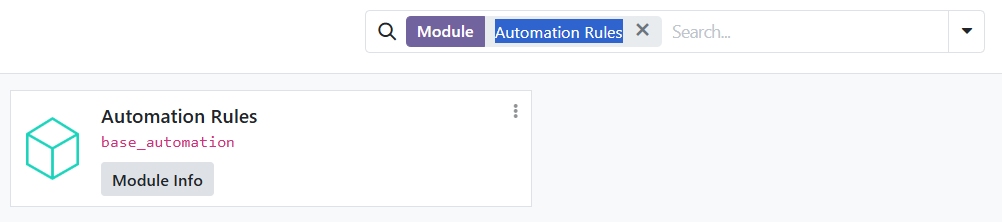 Module Automation Rules Search...
Automation Rules
base_automation
Module Info